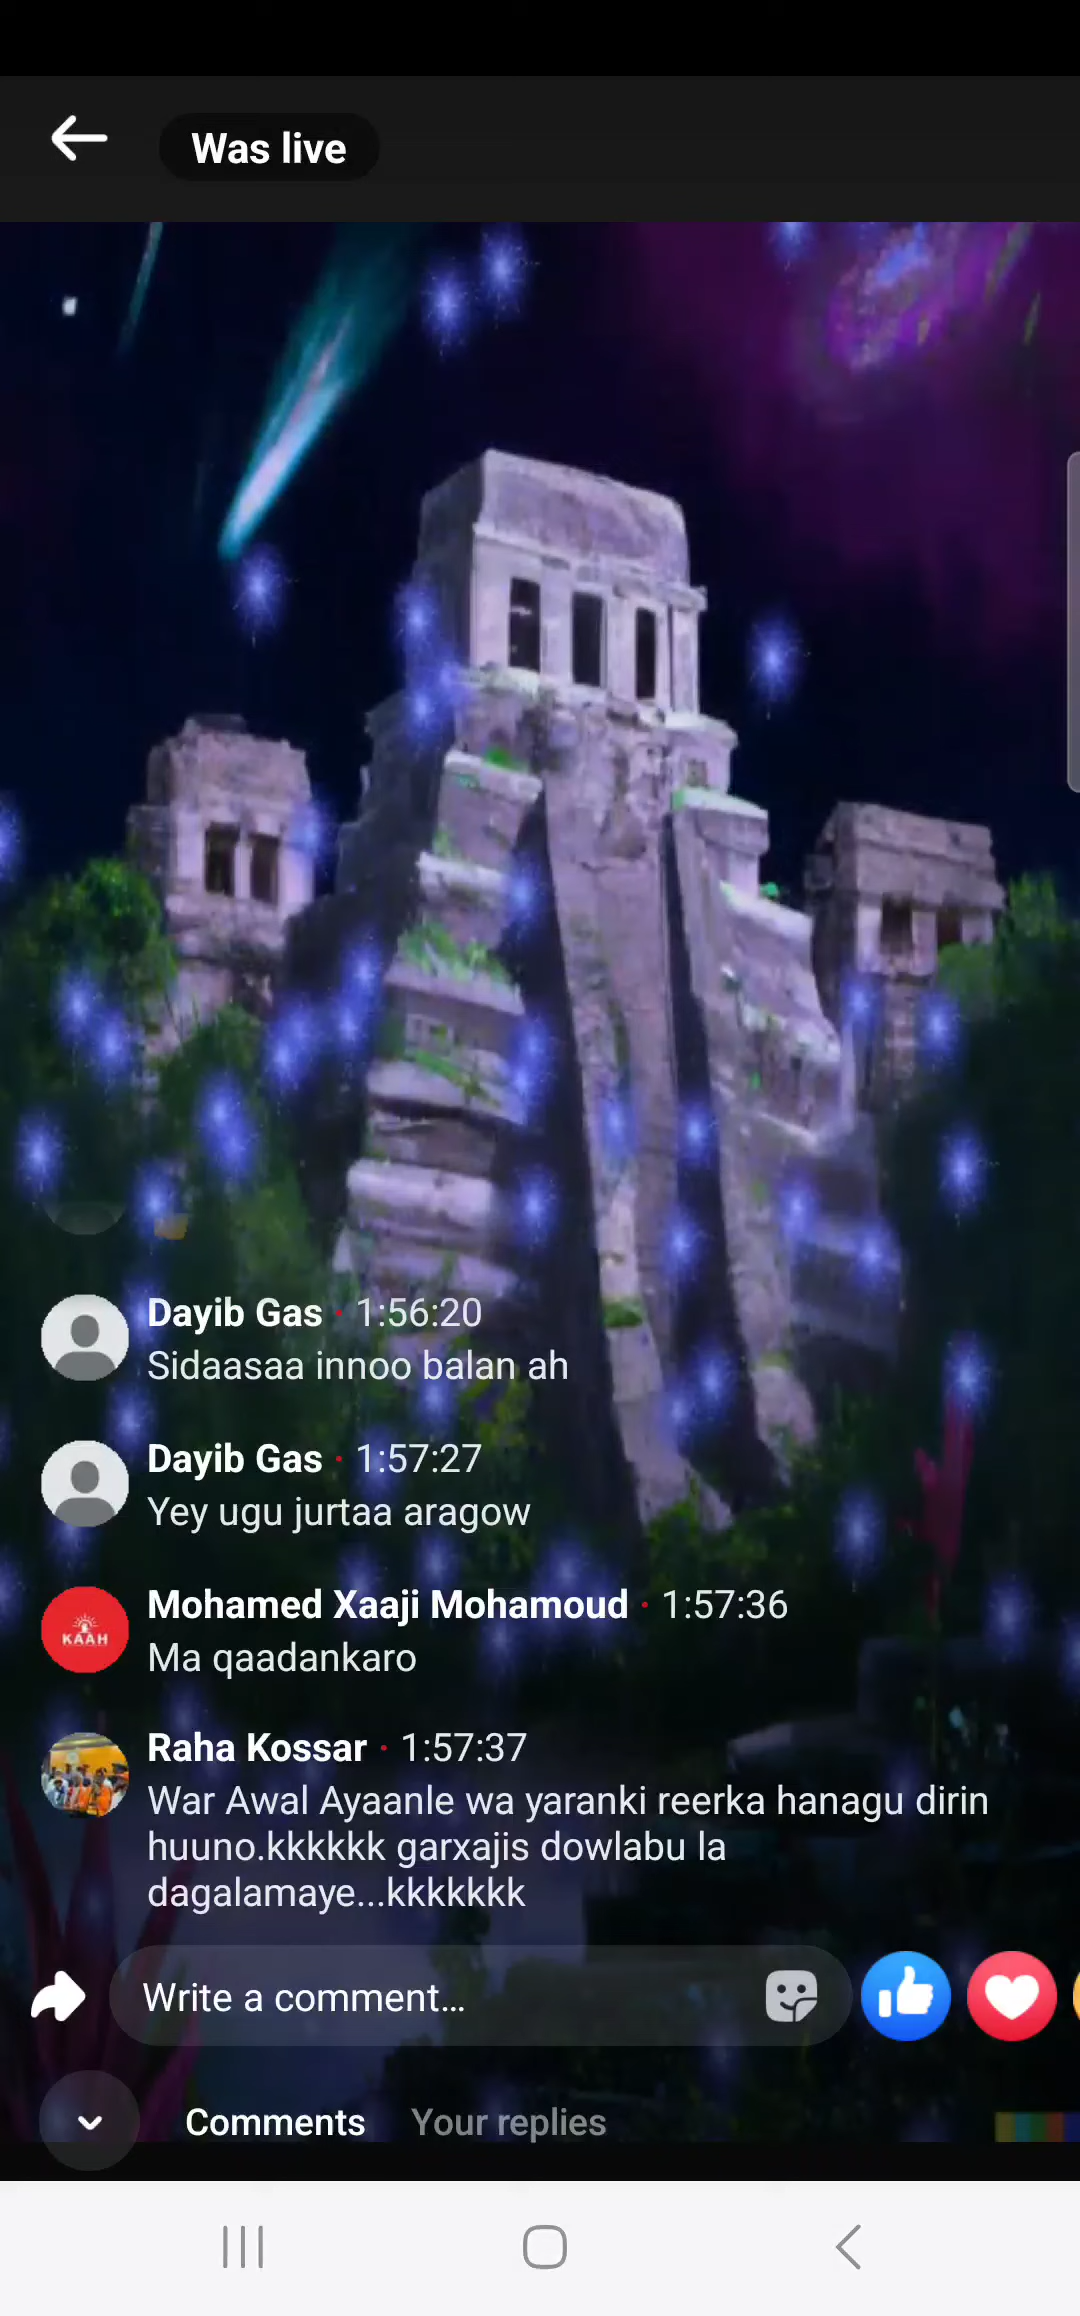 Was live
Dayib Gas · 1:56:20
Sidaasaa innoo balan ah
Dayib Gas · 1:57:27
Yey ugu jurtaa aragow
KAAH
Mohamed Xaaji Mohamoud · 1:57:36
Ma qaadankaro
Raha Kossar · 1:57:37
War Awal Ayaanle wa yaranki reerka hanagu dirin
huuno.kkkkkk garxajis dowlabu la
dagalamaye...kkkkkkk
Write a comment...
Comments Your replies